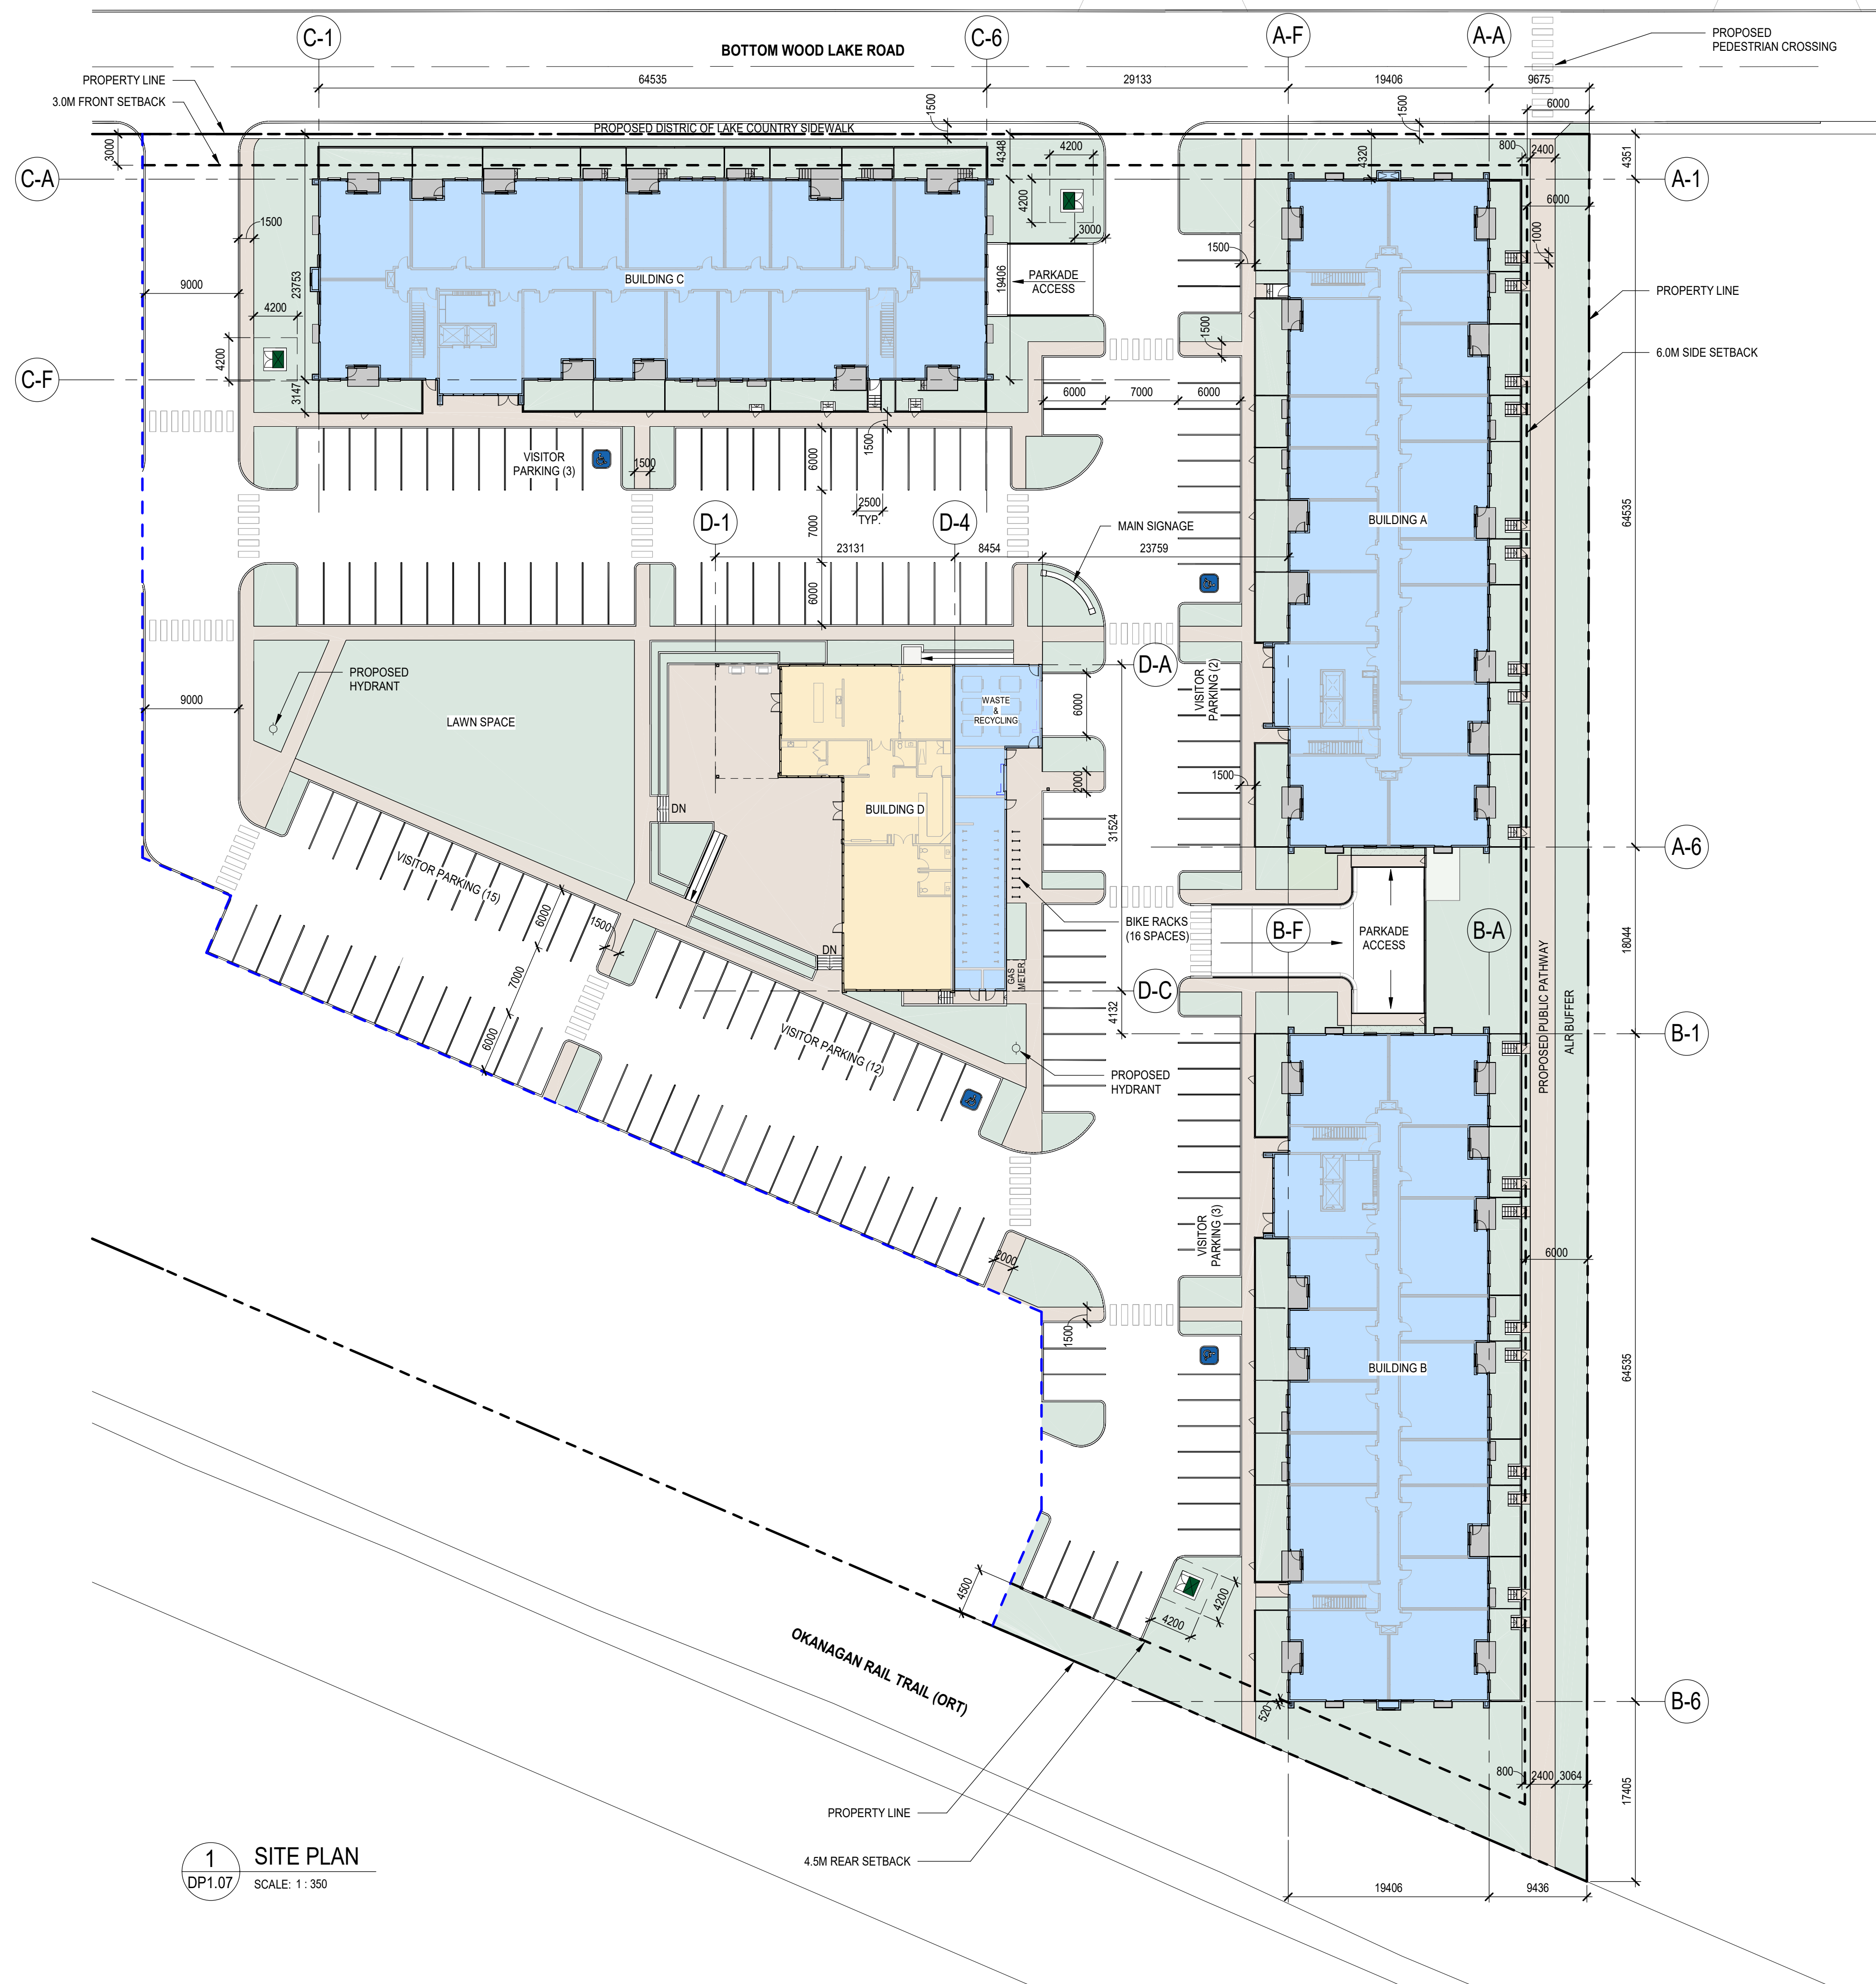 C-1
C-6
A-F
A-A
BOTTOM WOOD LAKE ROAD
PROPOSED
PEDESTRIAN CROSSING
PROPERTY LINE
3.0M FRONT SETBACK
64535
29133
19406
9675
6000
1500
1500
PROPOSED DISTRIC OF LAKE COUNTRY SIDEWALK
3000
4348
4200
4320
800
2400
4351
C-A
A-1
4200
6000
1500
3000
1000
1500
9000
23753
BUILDING C
19406
PARKADE
ACCESS
PROPERTY LINE
4200
4200
1500
6.0M SIDE SETBACK
C-F
3147
6000
7000
6000
1500
VISITOR
PARKING (3)
1500
6000
2500
TYP.
D-1
D-4
MAIN SIGNAGE
BUILDING A
64535
7000
23131
8454
23759
6000
PROPOSED
HYDRANT
D-A
VISITOR
PARKING (2)
9000
LAWN SPACE
WASTE
&
RECYCLING
6000
1500
2000
DN
BUILDING D
31524
A-6
VISITOR PARKING (15)
6000
1500
BIKE RACKS
(16 SPACES)
B-F
PARKADE
ACCESS
B-A
18044
DN
7000
GAS
METER
D-C
PROPOSED PUBLIC PATHWAY
ALR BUFFER
4132
6000
VISITOR PARKING (12)
B-1
PROPOSED
HYDRANT
VISITOR
PARKING (3)
2000
6000
1500
BUILDING B
64535
4500
4200
4200
OKANAGAN RAIL TRAIL (ORT)
520
B-6
800
2400
3064
17405
PROPERTY LINE
4.5M REAR SETBACK
1
SITE PLAN
DP1.07
SCALE: 1 : 350
19406
9436